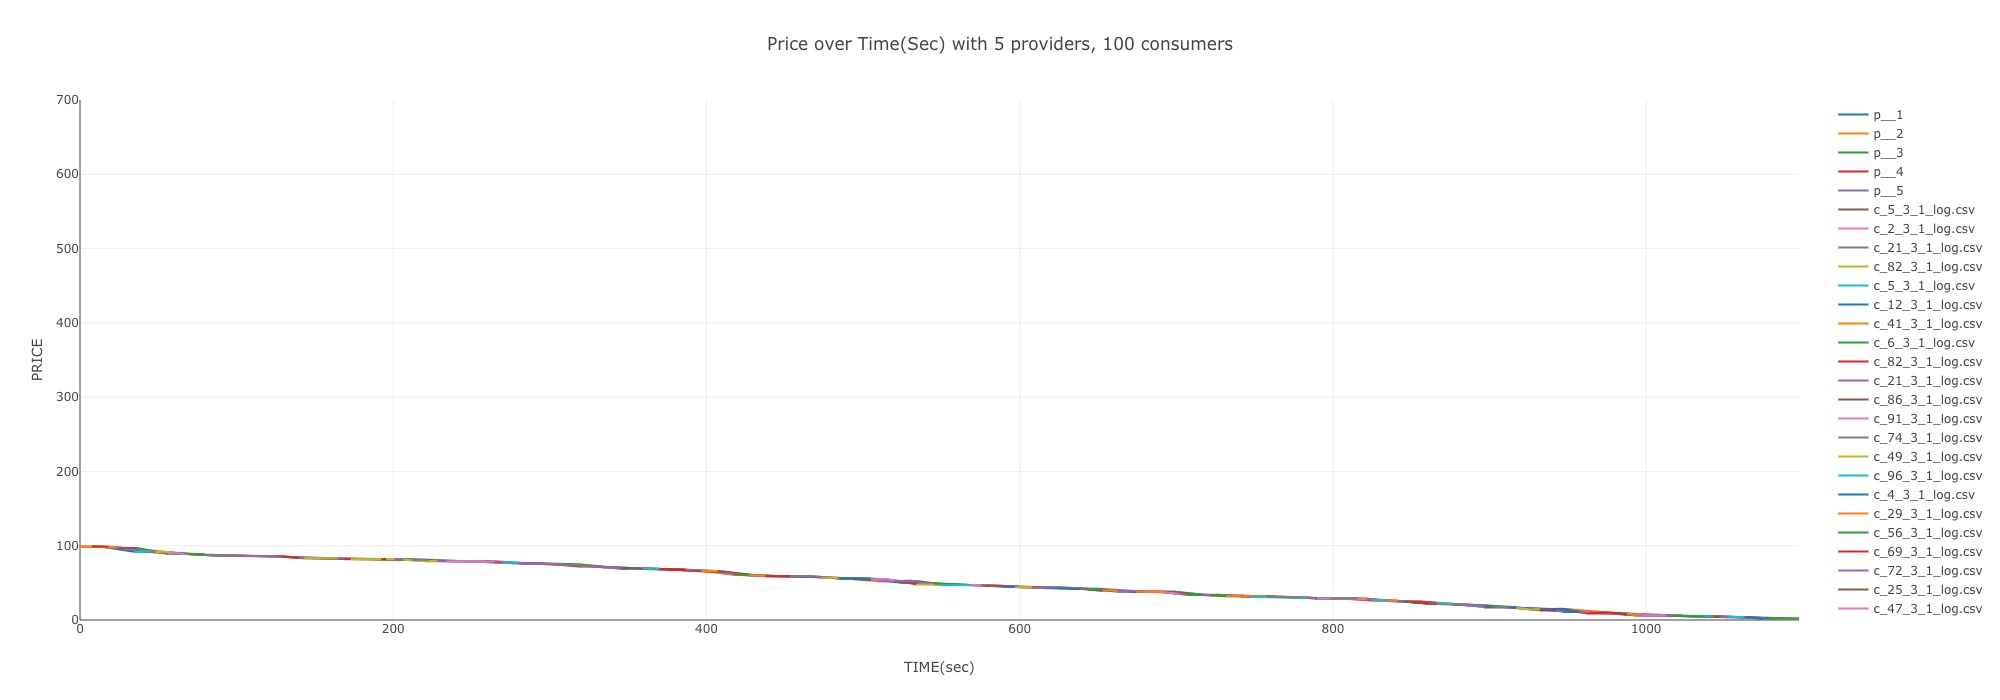 Price over Time(Sec) with 5 providers, 100 consumers
700
600
500
400
300
200
100
0
PRICE
0 200 400 600 800 1000
TIME(sec)
p__1
p__2
p__3
p__4
p__5
c_5_3_1_log.csv
c_2_3_1_log.csv
c_21_3_1_log.csv
c_82_3_1_log.csv
c_5_3_1_log.csv
c_12_3_1_log.csv
c_41_3_1_log.csv
c_6_3_1_log.csv
c_82_3_1_log.csv
c_21_3_1_log.csv
c_86_3_1_log.csv
c_91_3_1_log.csv
c_74_3_1_log.csv
c_49_3_1_log.csv
c_96_3_1_log.csv
c_4_3_1_log.csv
c_29_3_1_log.csv
c_56_3_1_log.csv
c_69_3_1_log.csv
c_72_3_1_log.csv
c_25_3_1_log.csv
c_47_3_1_log.csv